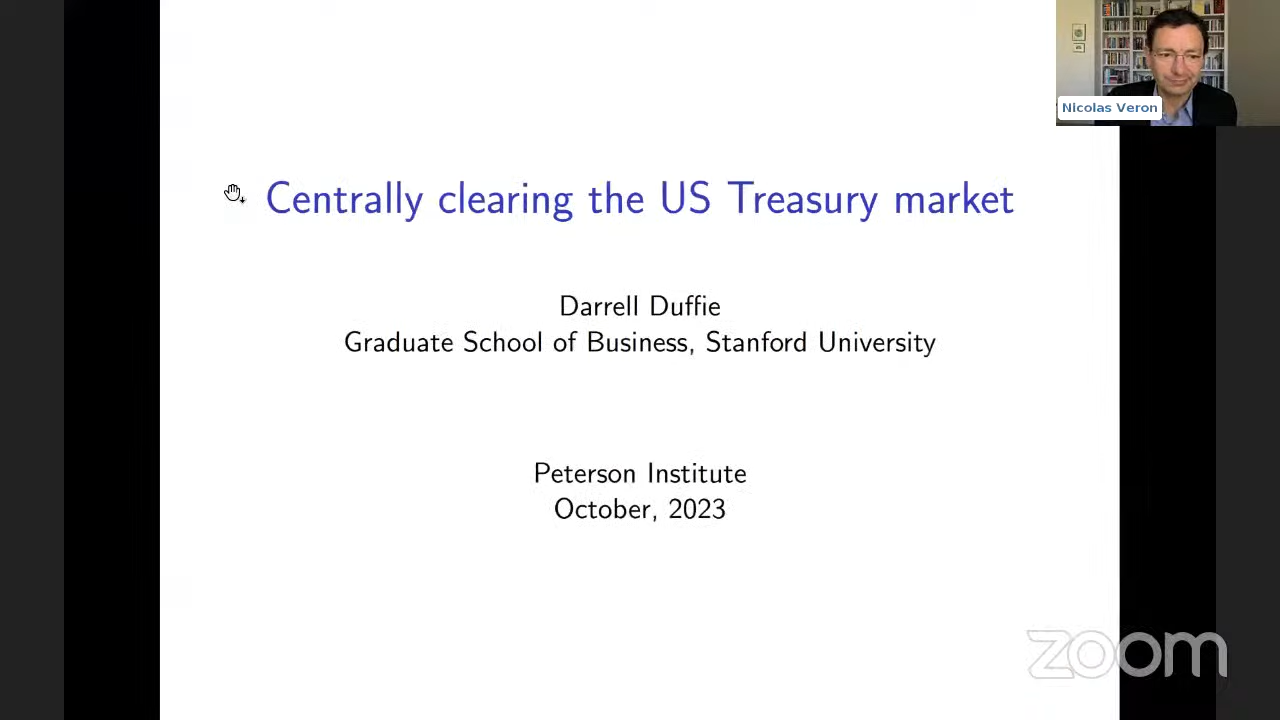 Nicolas Veron
Centrally clearing the US Treasury market
Darrell Duffie
Graduate School of Business, Stanford University
Peterson Institute
October, 2023
zoom